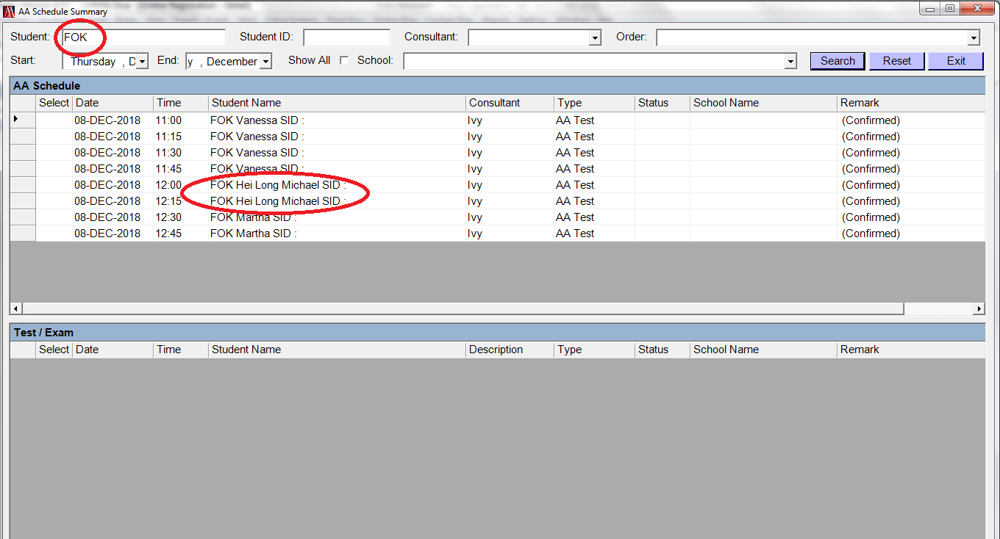 AA Schedule Summary
Student: FOK Student ID: Consultant: Order:
Start: Thursday , D End: y , December Show All School: Search Reset Exit
AA Schedule
Select Date Time Student Name Consultant Type Status School Name Remark
08-DEC-2018 11:00 FOK Vanessa SID : Ivy AA Test (Confirmed)
08-DEC-2018 11:15 FOK Vanessa SID : Ivy AA Test (Confirmed)
08-DEC-2018 11:30 FOK Vanessa SID : Ivy AA Test (Confirmed)
08-DEC-2018 11:45 FOK Vanessa SID : Ivy AA Test (Confirmed)
08-DEC-2018 12:00 FOK Hei Long Michael SID : Ivy AA Test (Confirmed)
08-DEC-2018 12:15 FOK Hei Long Michael SID : Ivy AA Test (Confirmed)
08-DEC-2018 12:30 FOK Martha SID : Ivy AA Test (Confirmed)
08-DEC-2018 12:45 FOK Martha SID : Ivy AA Test (Confirmed)
Test / Exam
Select Date Time Student Name Description Type Status School Name Remark